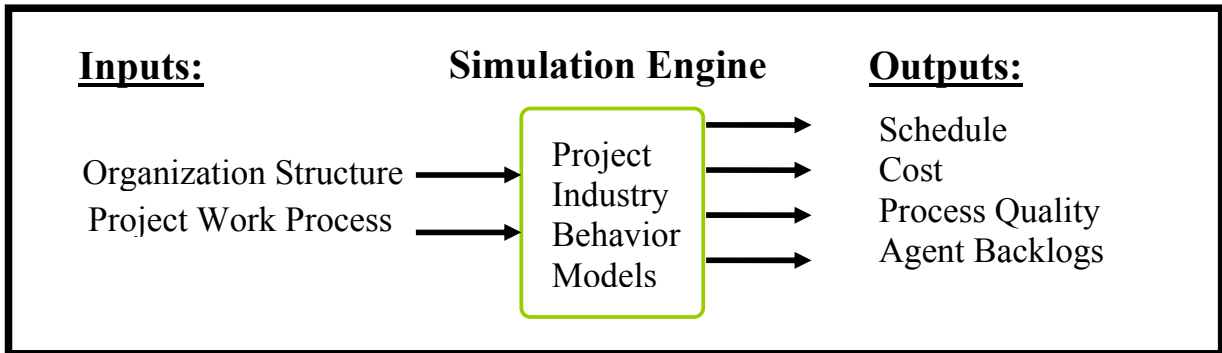 Inputs:
Organization Structure
Project Work Process
Simulation Engine
Project
Industry
Behavior
Models
Outputs:
Schedule
Cost
Process Quality
Agent Backlogs